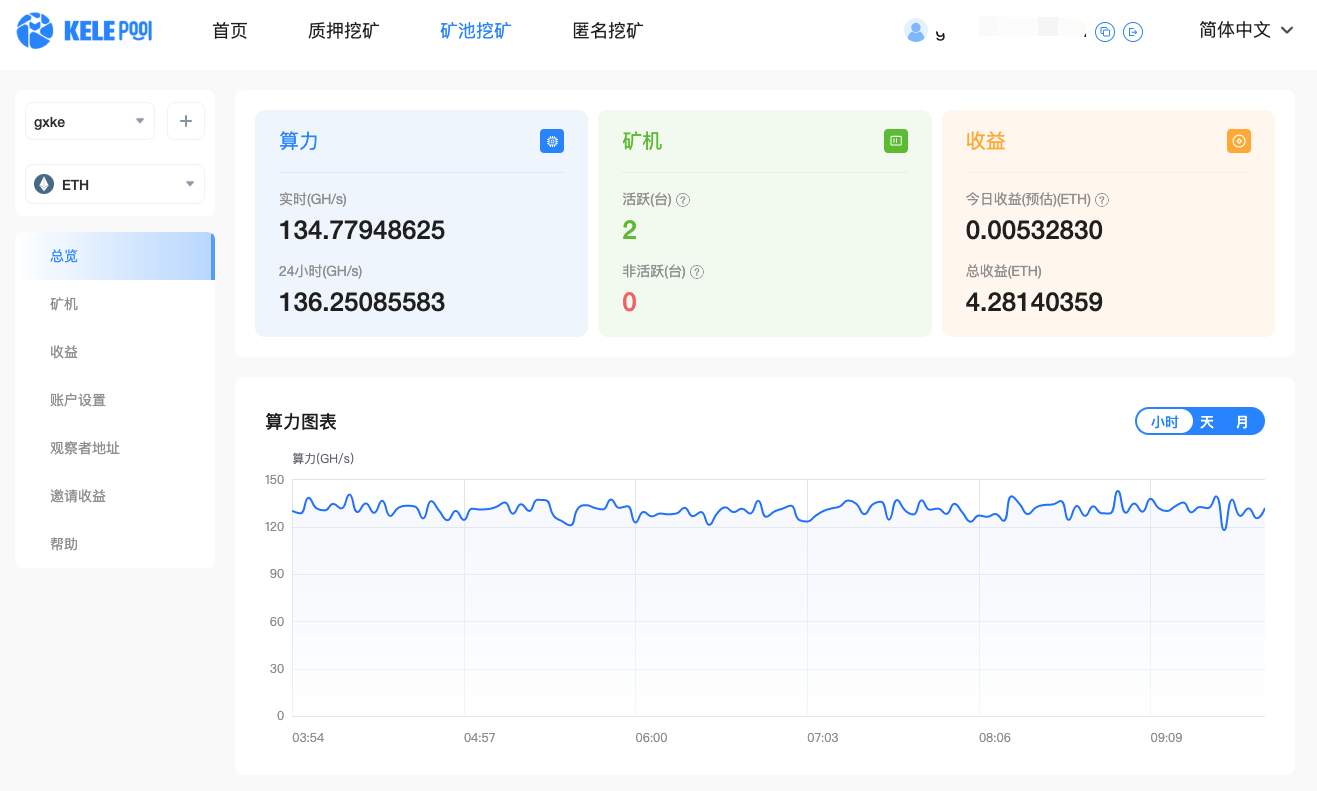 KELE POOl 首页 质押挖矿 矿池挖矿 匿名挖矿 简体中文
gxke
+
ETH
总览
矿机
收益
账户设置
观察者地址
邀请收益
帮助
算力
实时(GH/s)
134.77948625
24小时(GH/s)
136.25085583
矿机
活跃(台) ?
2
非活跃(台) ?
0
收益
今日收益(预估)(ETH) ?
0.00532830
总收益(ETH)
4.28140359
算力图表
小时 天 月
算力(GH/s)
150
120
90
60
30
0
03:54 04:57 06:00 07:03 08:06 09:09